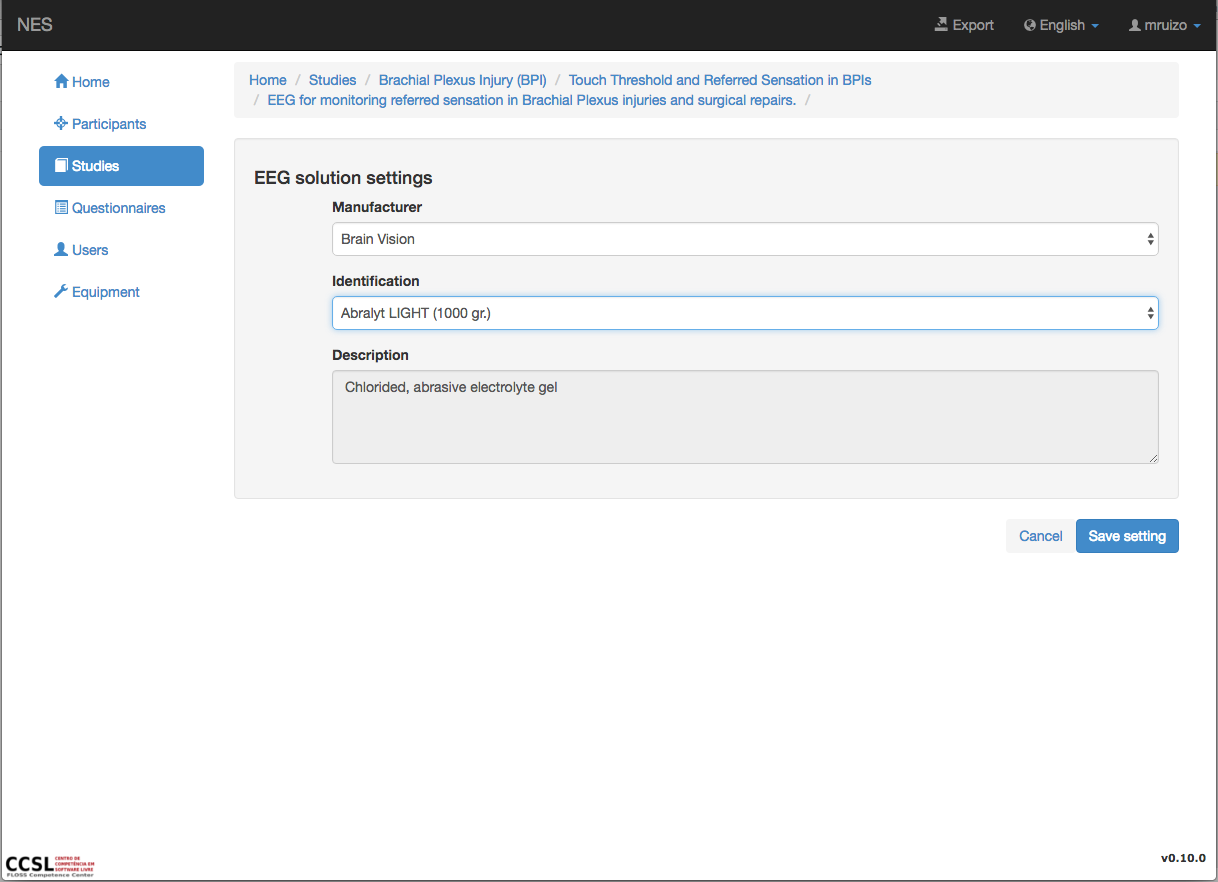 NES
Export English mruizo
Home
Participants
Studies
Questionnaires
Users
Equipment
Home / Studies / Brachial Plexus Injury (BPI) / Touch Threshold and Referred Sensation in BPIs
/ EEG for monitoring referred sensation in Brachial Plexus injuries and surgical repairs. /
EEG solution settings
Manufacturer
Brain Vision
Identification
Abralyt LIGHT (1000 gr.)
Description
Chlorided, abrasive electrolyte gel
Cancel Save setting
CCSL
CENTRO DE
COMPETÊNCIA EM
SOFTWARE LIVRE
FLOSS Competence Center
v0.10.0